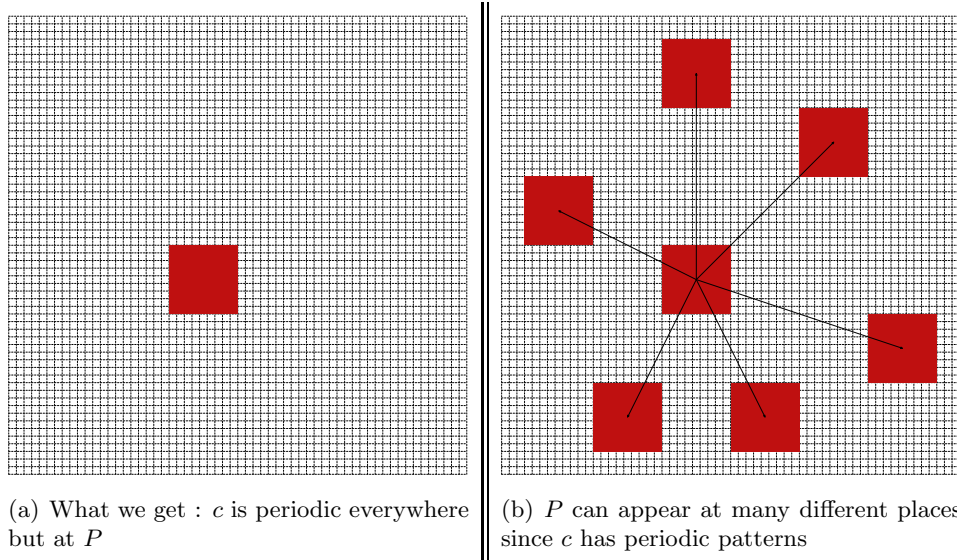 (a) What we get : c is periodic everywhere
but at P
(b) P can appear at many different places
since c has periodic patterns